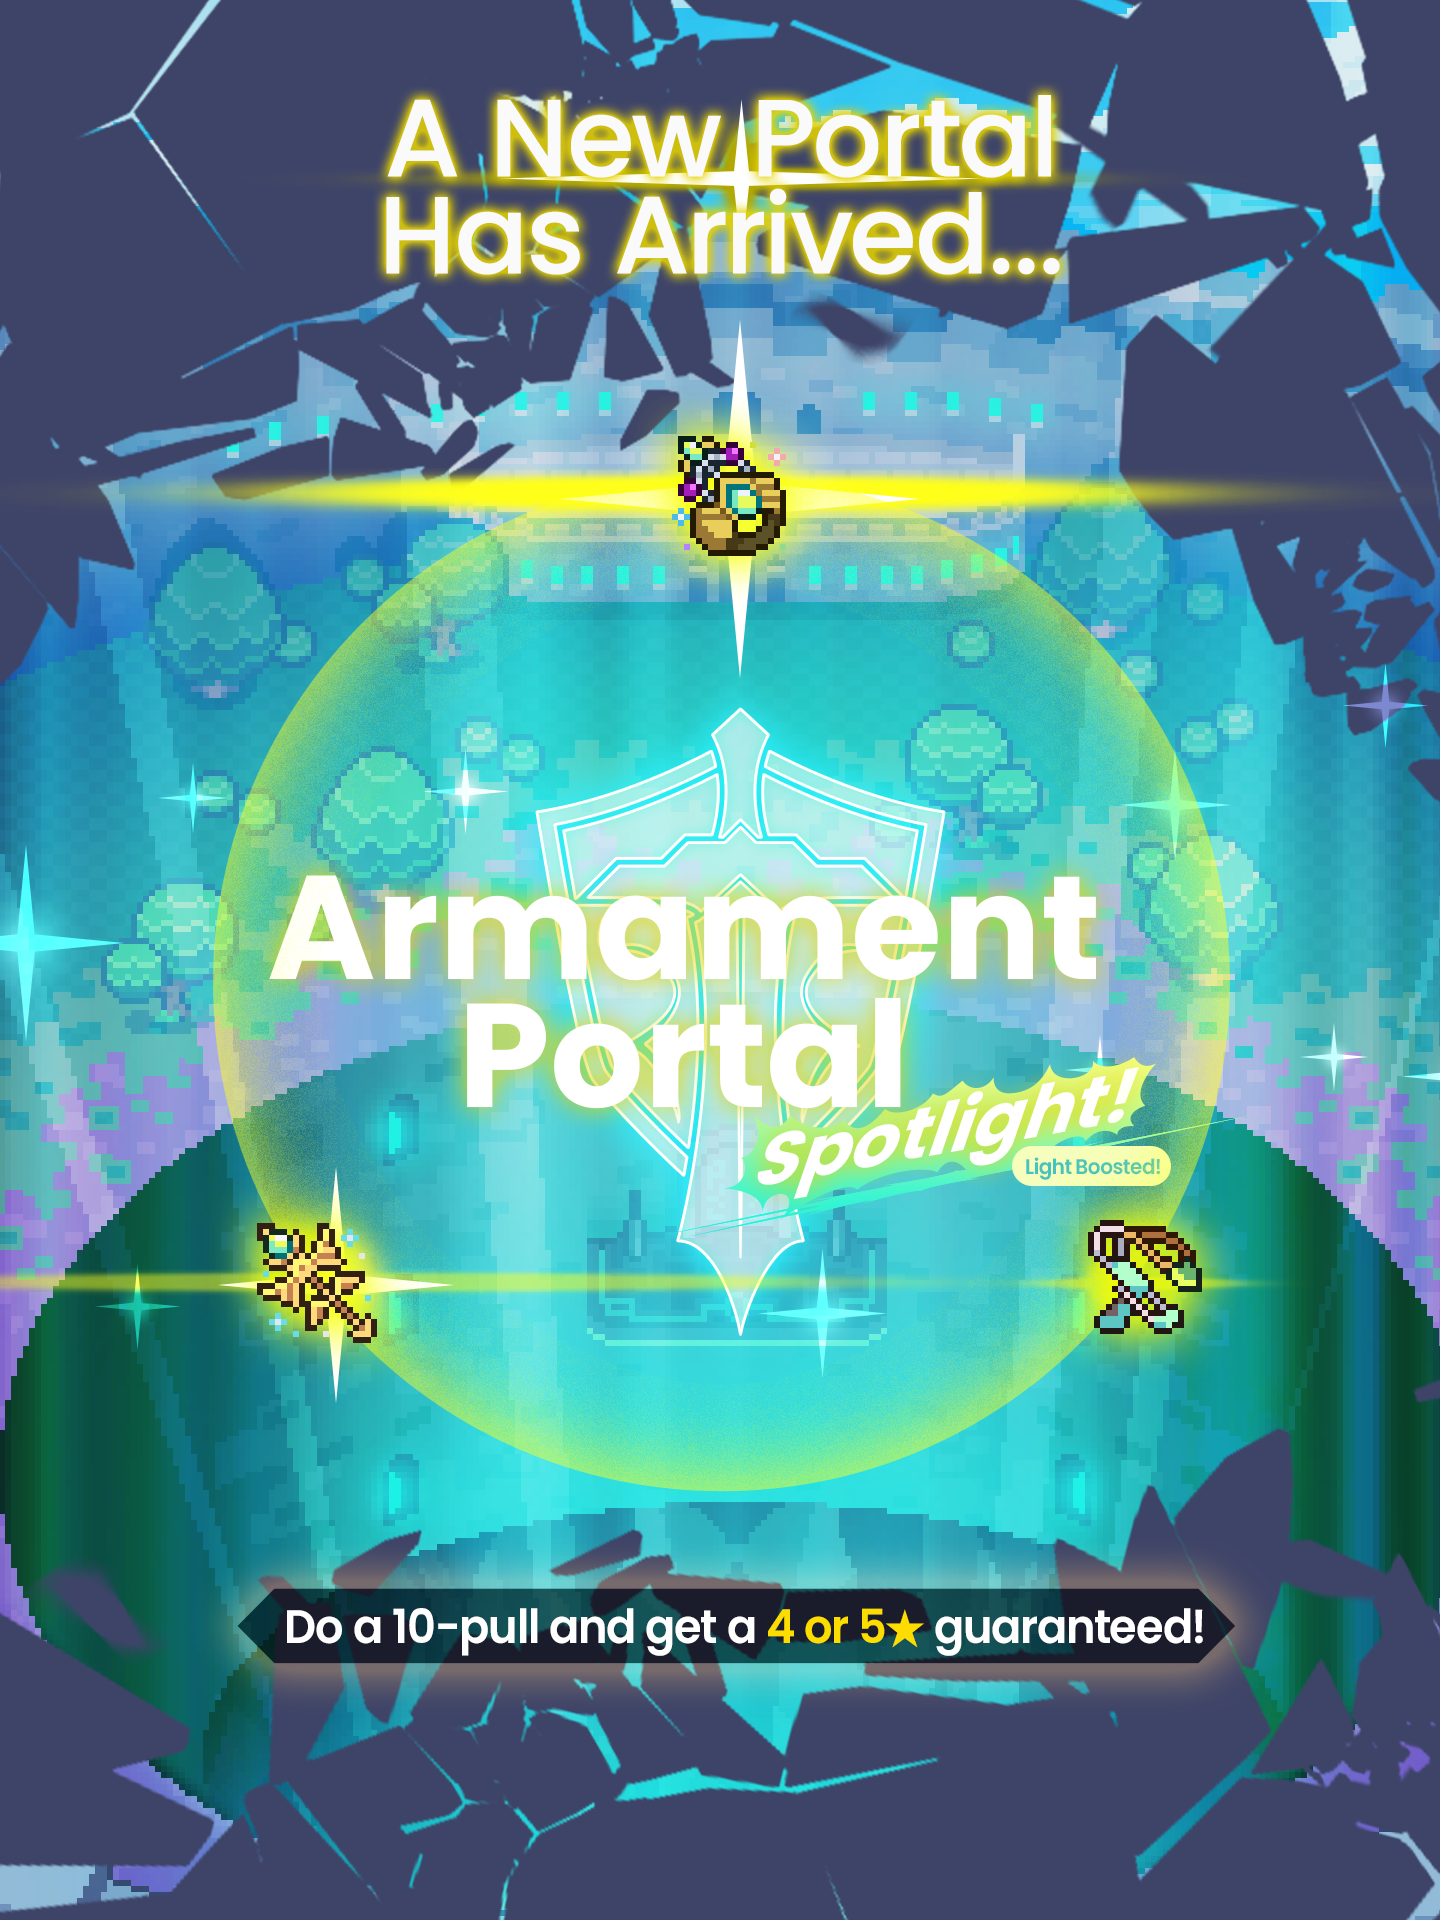 A New Portal
Has Arrived...
Armament
Portal
Spotlight!
Light Boosted!
Do a 10-pull and get a 4 or 5★ guaranteed!